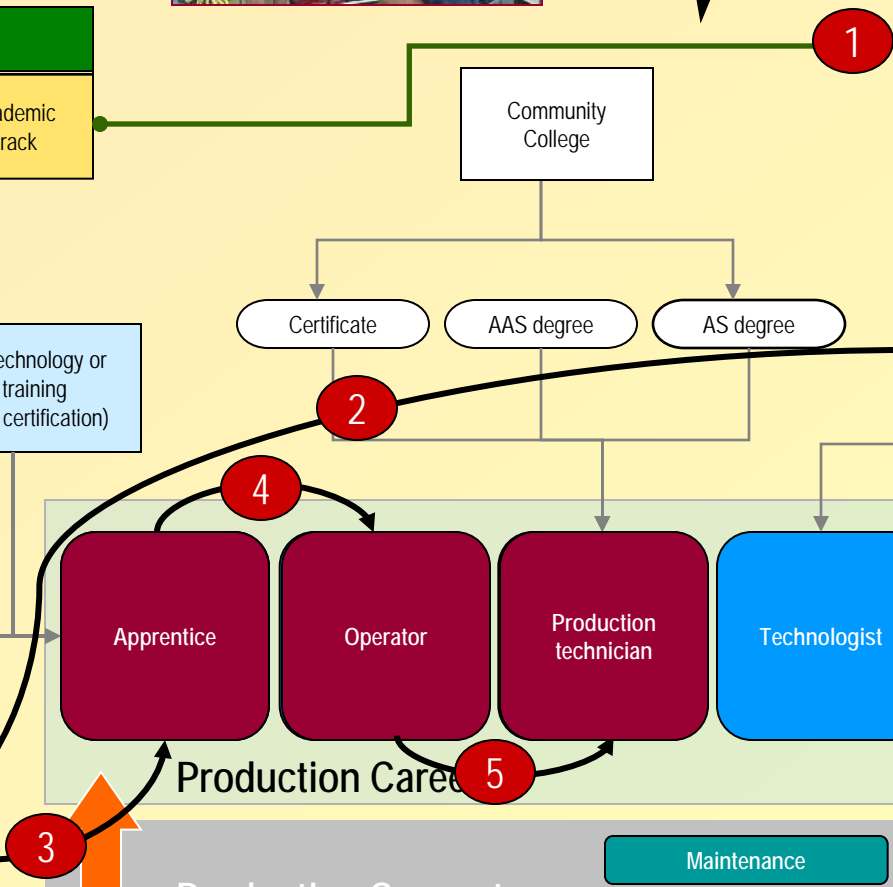 1
ademic
rack
Community
College
Certificate
AAS degree
AS degree
echnology or
training
certification)
2
4
Apprentice
Operator
Production
technician
Technologist
Production Caree
5
3
Maintenance